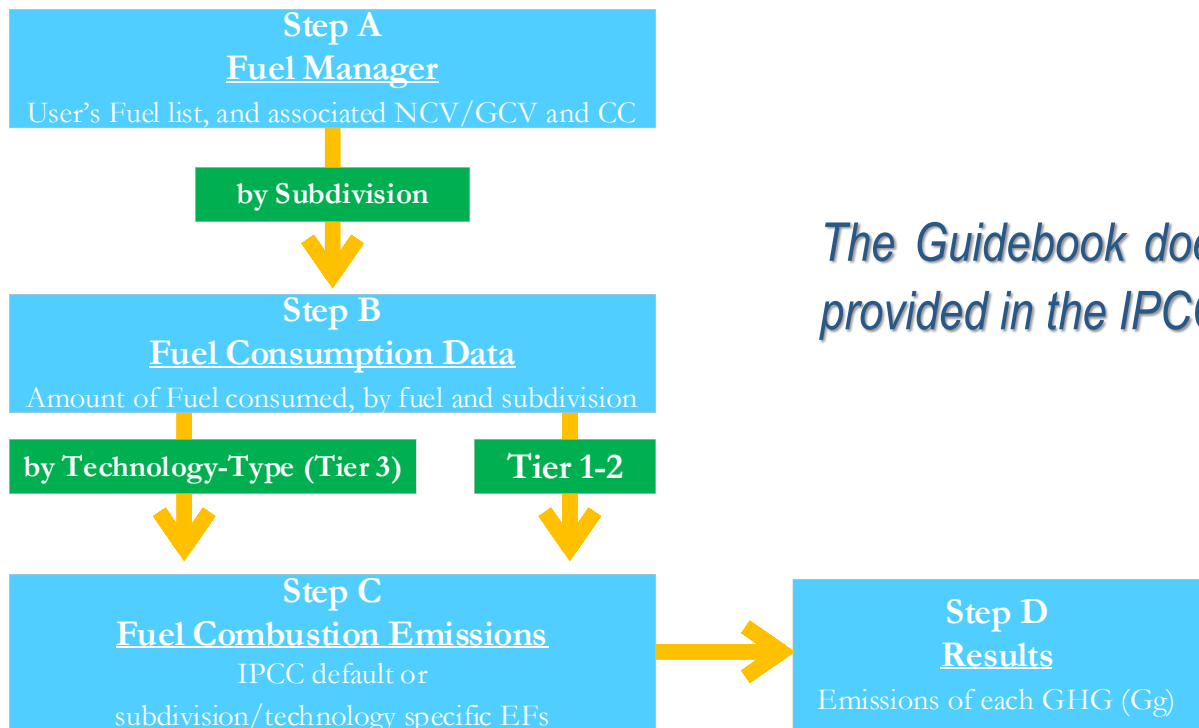 Step A
Fuel Manager
User's Fuel list, and associated NCV/GCV and CC
by Subdivision
The Guidebook
provided in the
Step B
Fuel Consumption Data
Amount of Fuel consumed, by fuel and subdivision
by Technology-Type (Tier 3)
Tier 1-2
Step C
Fuel Combustion Emissions
IPCC default or
subdivision/technology specific EFs
Step D
Results
Emissions of each GHG (Gg)